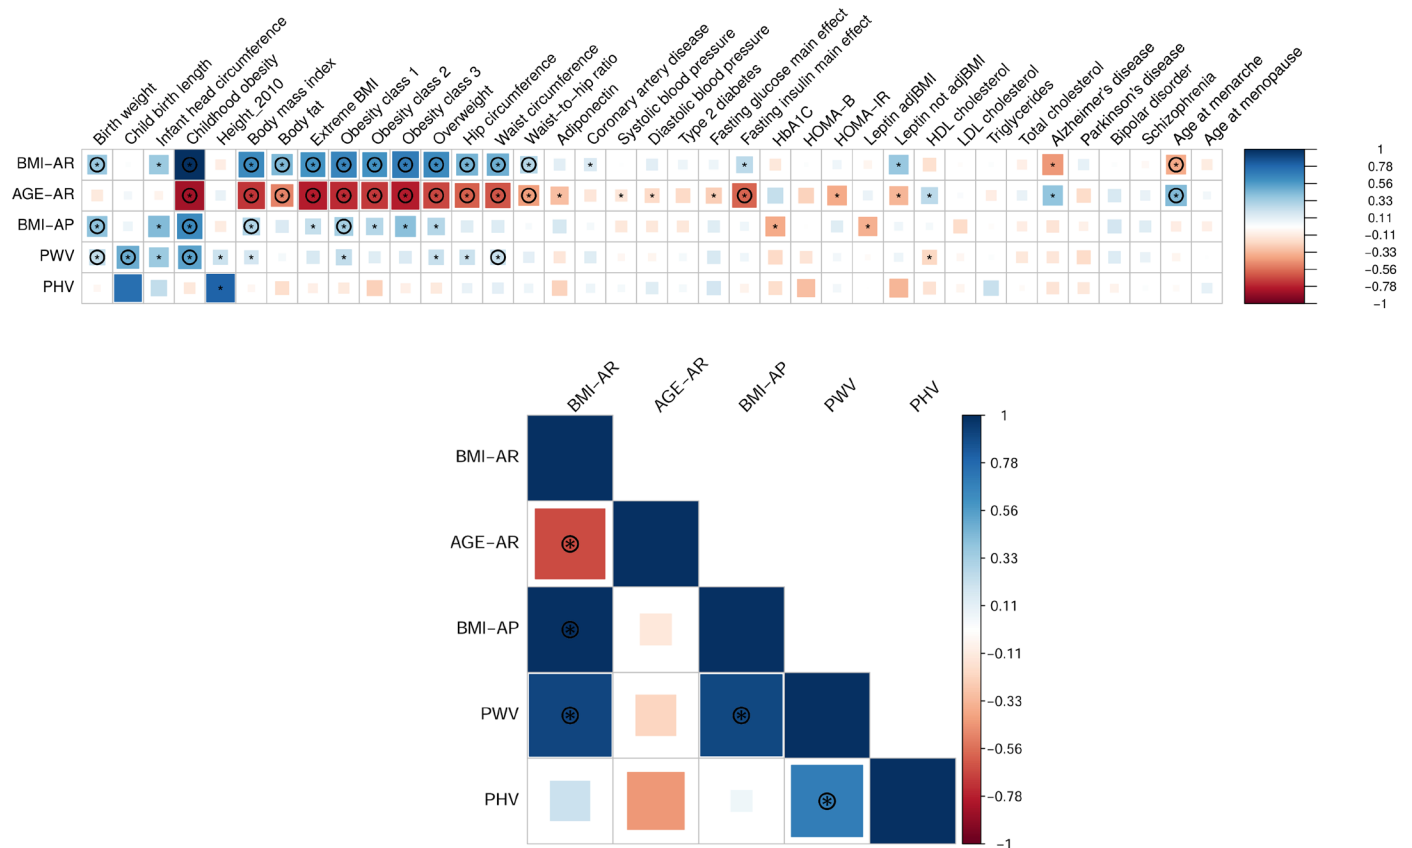 Birth weight
Child birth length
Infant head circumference
Childhood obesity
Height_2010
Body mass index
Body fat
Extreme BMI
Obesity class 1
Obesity class 2
Obesity class 3
Overweight
Hip circumference
Waist circumference
Waist-to-hip ratio
Adiponectin
Coronary artery disease
Systolic blood pressure
Diastolic blood pressure
Type 2 diabetes
Fasting glucose main effect
Fasting insulin main effect
HbA1C
HOMA−B
HOMA−IR
Leptin adjBMI
Leptin not adjBMI
HDL cholesterol
LDL cholesterol
Triglycerides
Total cholesterol
Alzheimer's disease
Parkinson's disease
Bipolar disorder
Schizophrenia
Age at menarche
Age at menopause
BMI−AR
AGE−AR
BMI−AP
PWV
PHV
1
0.78
0.56
0.33
0.11
−0.11
−0.33
−0.56
−0.78
−1
BMI−AR
AGE−AR
BMI−AP
PWV
PHV
BMI−AR
AGE−AR
BMI−AP
PWV
PHV
1
0.78
0.56
0.33
0.11
−0.11
−0.33
−0.56
−0.78
−1